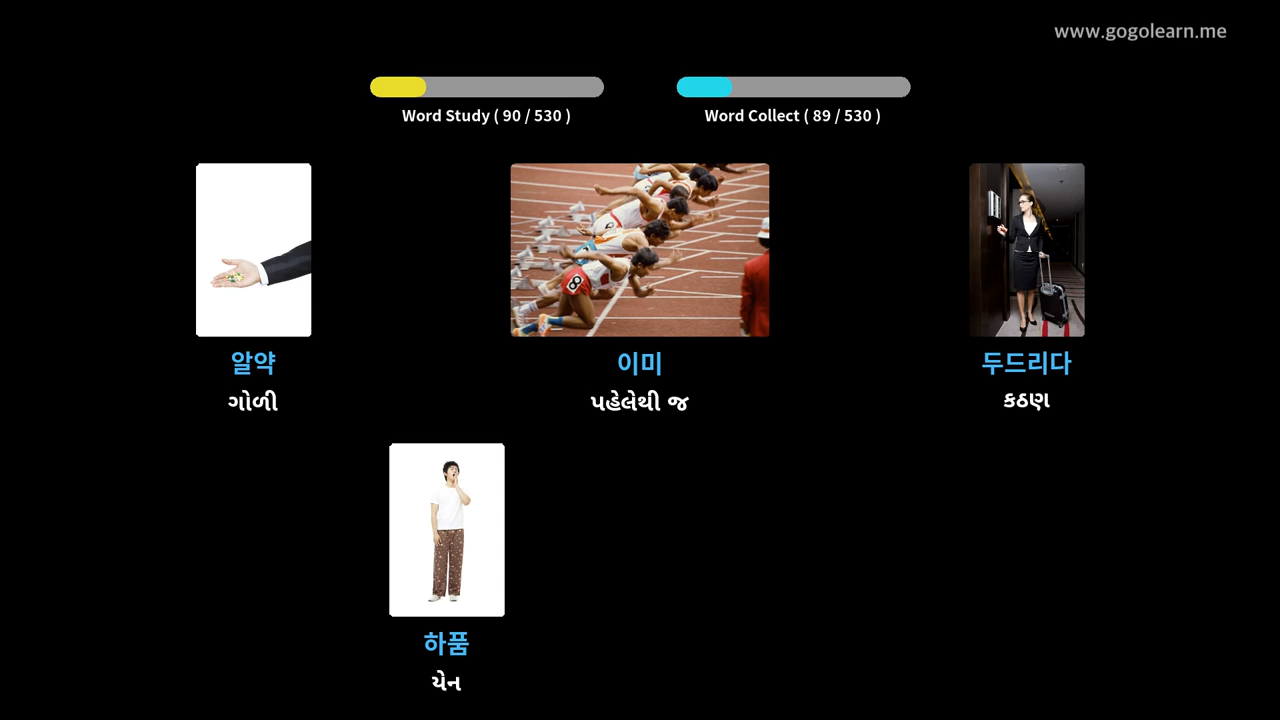 www.gogolearn.me
Word Study ( 90 / 530 )
Word Collect ( 89 / 530 )
알약
이미
두드리다
ગોળી
પહેલેથી જ
કઠણ
8
하품
યેન